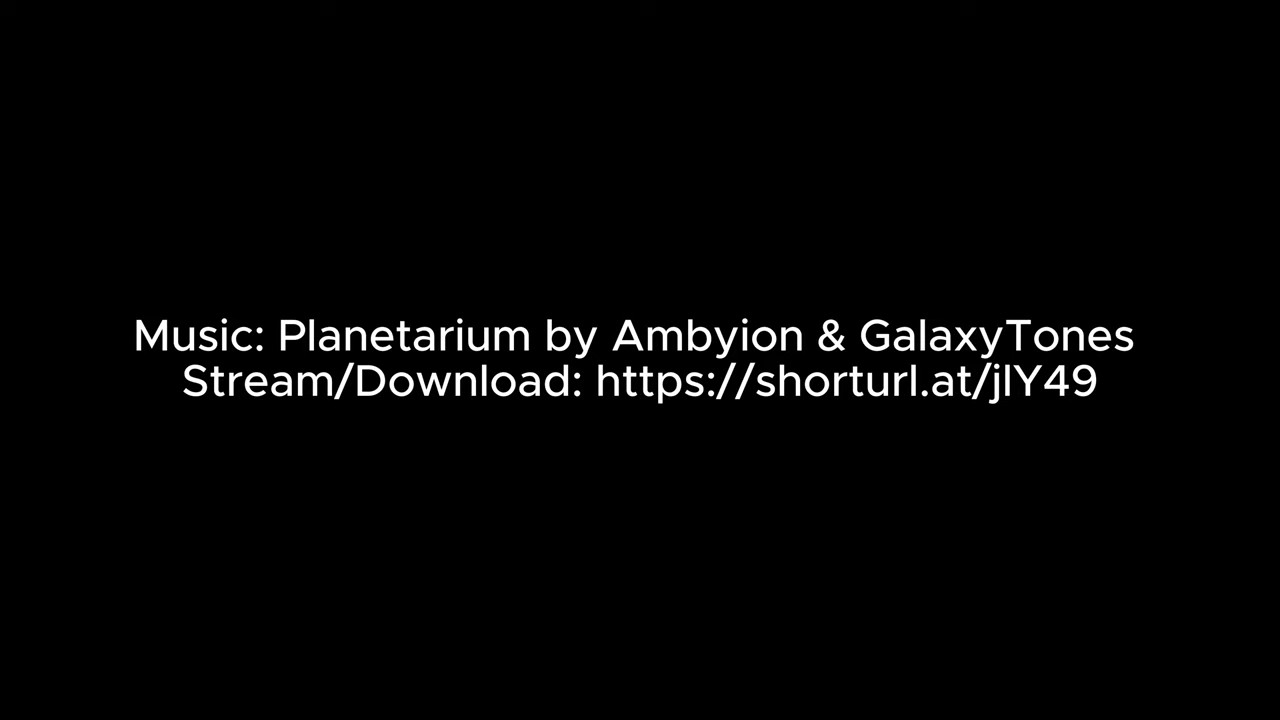 Music: Planetarium by Ambyion & GalaxyTones
Stream/Download: https://shorturl.at/jlY49